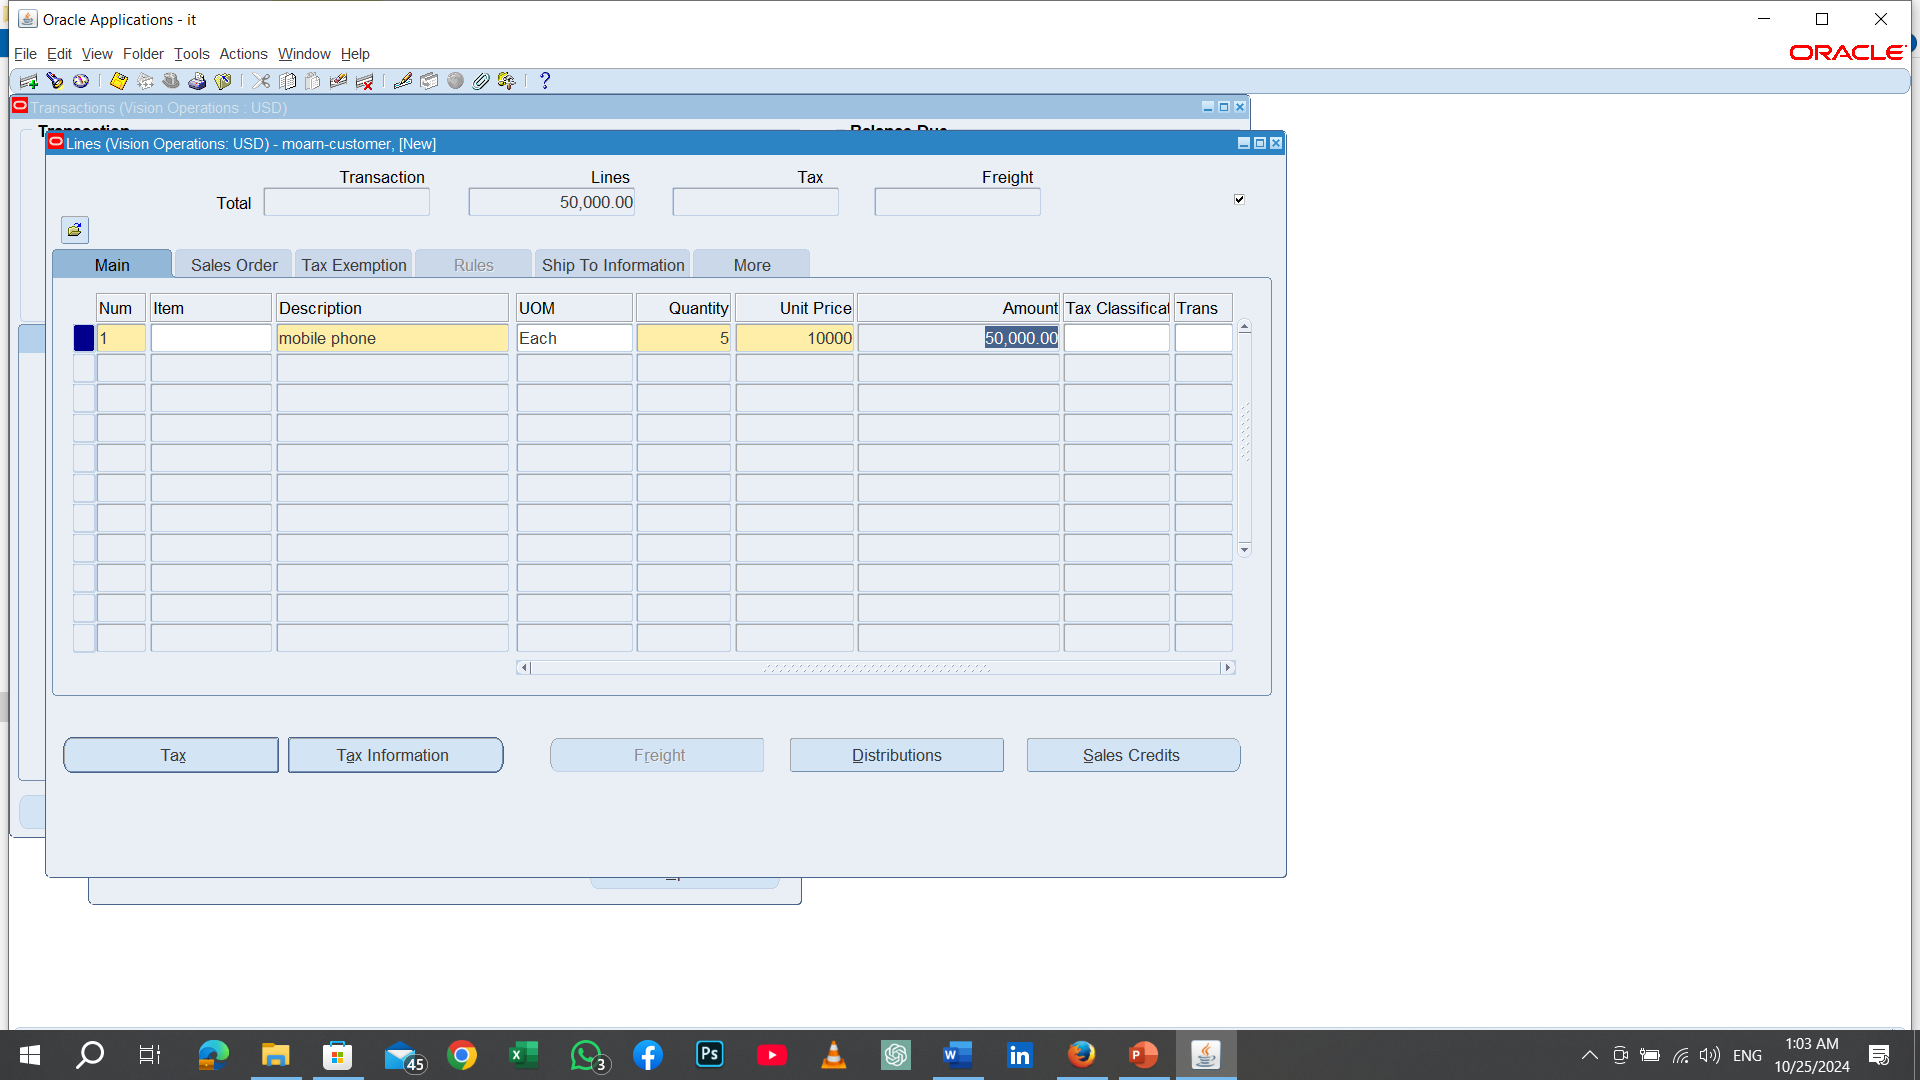 Oracle Applications - it
File Edit View Folder Tools Actions Window Help
ORACLE
Transactions (Vision Operations : USD)
Transaction
Balance Due
Lines (Vision Operations: USD) - moarn-customer, [New]
Transaction Lines Tax Freight
Total 50,000.00
Main Sales Order Tax Exemption Rules Ship To Information More
Num Item Description UOM Quantity Unit Price Amount Tax Classificat Trans
1 mobile phone Each 5 10000 50,000.00
Tax Tax Information Freight Distributions Sales Credits
45 3 Ps ENG 1:03 AM
10/25/2024